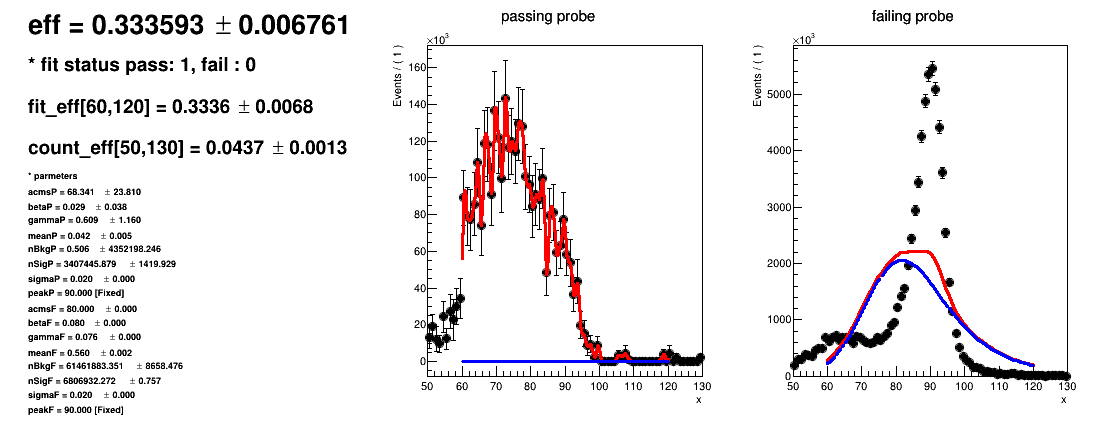 eff = 0.333593 ± 0.006761
* fit status pass: 1, fail : 0
fit_eff[60,120] = 0.3336 ± 0.0068
count_eff[50,130] = 0.0437 ± 0.0013
* parmeters
acmsP = 68.341 ± 23.810
betaP = 0.029 ± 0.038
gammaP = 0.609 ± 1.160
meanP = 0.042 ± 0.005
nBkgP = 0.506 ± 4352198.246
nSigP = 3407445.879 ± 1419.929
sigmaP = 0.020 ± 0.000
peakP = 90.000 [Fixed]
acmsF = 80.000 ± 0.000
betaF = 0.080 ± 0.000
gammaF = 0.076 ± 0.000
meanF = 0.560 ± 0.002
nBkgF = 61461883.351 ± 8658.476
nSigF = 6806932.272 ± 0.757
sigmaF = 0.020 ± 0.000
peakF = 90.000 [Fixed]
passing probe
×10³
Events / ( 1 )
160
140
120
100
80
60
40
20
0
50 60 70 80 90 100 110 120 130
x
failing probe
×10³
Events / ( 1 )
5000
4000
3000
2000
1000
0
50 60 70 80 90 100 110 120 130
x